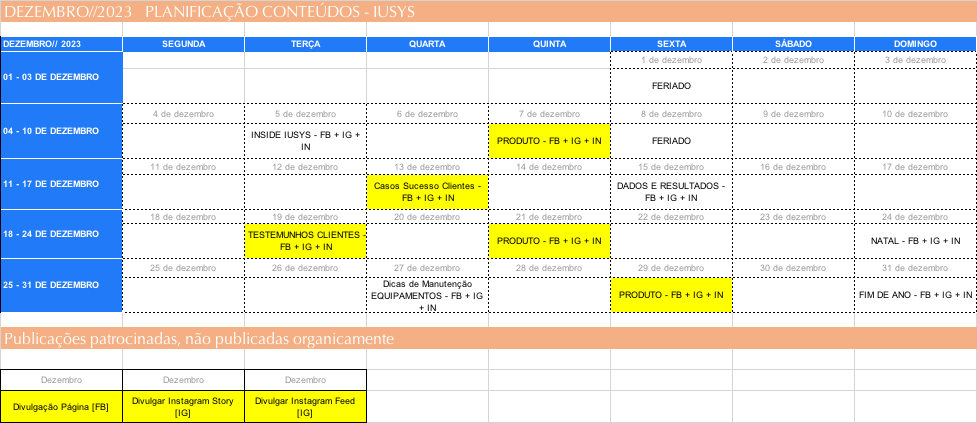 DEZEMBRO//2023 PLANIFICAÇÃO CONTEÚDOS - IUSYS
DEZEMBRO// 2023 SEGUNDA TERÇA QUARTA QUINTA SEXTA SÁBADO DOMINGO
01 - 03 DE DEZEMBRO
1 de dezembro 2 de dezembro 3 de dezembro
FERIADO
04 - 10 DE DEZEMBRO
4 de dezembro 5 de dezembro 6 de dezembro 7 de dezembro 8 de dezembro 9 de dezembro 10 de dezembro
INSIDE IUSYS - FB + IG +
IN
PRODUTO - FB + IG + IN
FERIADO
11 - 17 DE DEZEMBRO
11 de dezembro 12 de dezembro 13 de dezembro 14 de dezembro 15 de dezembro 16 de dezembro 17 de dezembro
Casos Sucesso Clientes -
FB + IG + IN
DADOS E RESULTADOS -
FB + IG + IN
18 - 24 DE DEZEMBRO
18 de dezembro 19 de dezembro 20 de dezembro 21 de dezembro 22 de dezembro 23 de dezembro 24 de dezembro
TESTEMUNHOS CLIENTES -
FB + IG + IN
PRODUTO - FB + IG + IN
NATAL - FB + IG + IN
25 - 31 DE DEZEMBRO
25 de dezembro 26 de dezembro 27 de dezembro 28 de dezembro 29 de dezembro 30 de dezembro 31 de dezembro
Dicas de Manutenção
EQUIPAMENTOS - FB + IG
+ IN
PRODUTO - FB + IG + IN
FIM DE ANO - FB + IG + IN
Publicações patrocinadas, não publicadas organicamente
Dezembro Dezembro Dezembro
Divulgação Página [FB]
Divulgar Instagram Story
[IG]
Divulgar Instagram Feed
[IG]